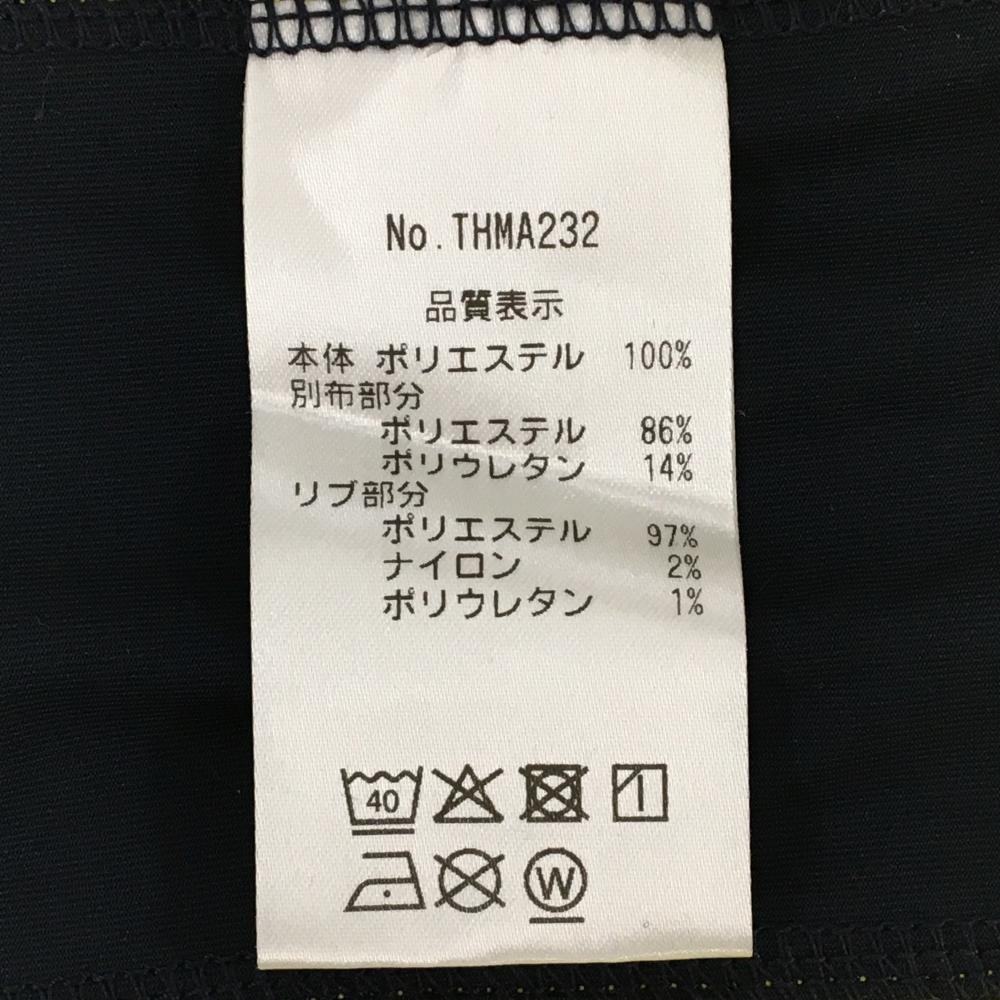 No.THMA232
品質表示
本体 ポリエステル 100%
別布部分
ポリエステル 86%
ポリウレタン 14%
リブ部分
ポリエステル 97%
ナイロン 2%
ポリウレタン 1%
40
W